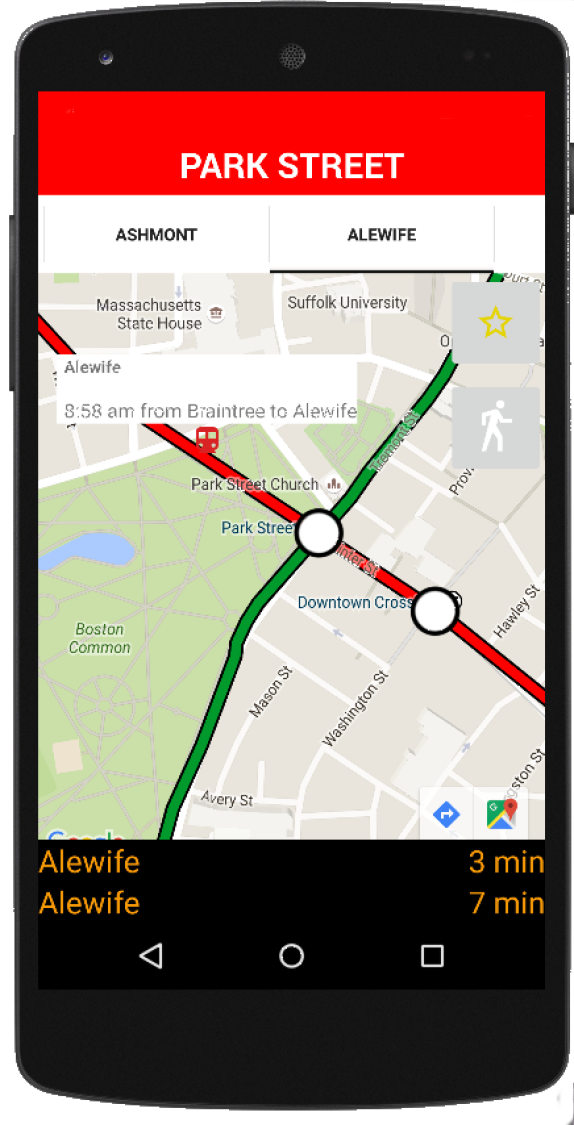 PARK STREET
ASHMONT
ALEWIFE
Massachusetts
State House
Suffolk University
Alewife
8:58 am from Braintree to Alewife
Tremont St
Park Street Church
Park Street
Downtown Cross
Hawley St
Boston
Common
Mason St
Washington St
Avery St
Google
Alewife 3 min
Alewife 7 min